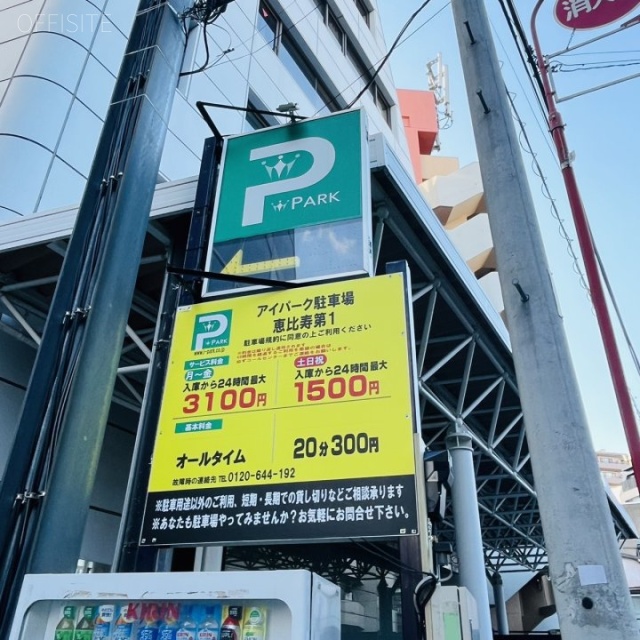 OFFISITE
消火
P
PARK
アイパーク駐車場
恵比寿第1
駐車場規約に同意の上ご利用ください
P
PARK
サービス料金
月～金
入庫から24時間最大
3100円
土日祝
入庫から24時間最大
1500円
基本料金
オールタイム
20分300円
故障時の連絡先 TEL0120-644-192
※駐車用途以外のご利用、短期・長期での貸し切りなどご相談承ります
※あなたも駐車場やってみませんか？お気軽にお問合せ下さい。
KIRIN